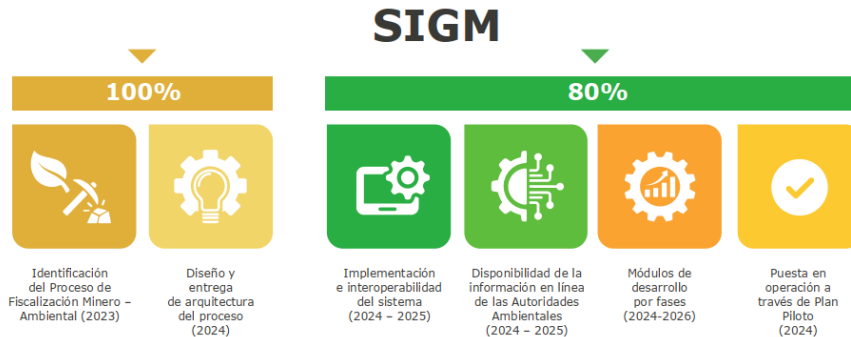 SIGM
100%
80%
Identificación
del Proceso de
Fiscalización Minero –
Ambiental (2023)
Diseño y
entrega
de arquitectura
del proceso
(2024)
Implementación
e interoperabilidad
del sistema
(2024 – 2025)
Disponibilidad de la
información en línea
de las Autoridades
Ambientales
(2024 – 2025)
Módulos de
desarrollo
por fases
(2024-2026)
Puesta en
operación a
través de Plan
Piloto
(2024)